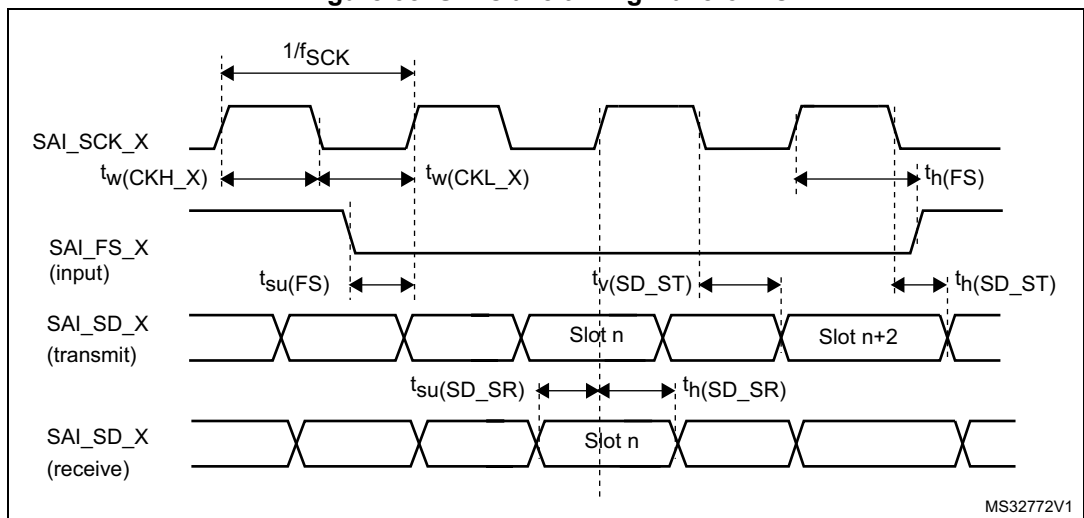 1/fSCK
SAI_SCK_X
tw(CKH_X)
tw(CKL_X)
th(FS)
SAI_FS_X
(input)
tsu(FS)
tv(SD_ST)
th(SD_ST)
SAI_SD_X
(transmit)
Slot n
Slot n+2
tsu(SD_SR)
th(SD_SR)
SAI_SD_X
(receive)
Slot n
MS32772V1